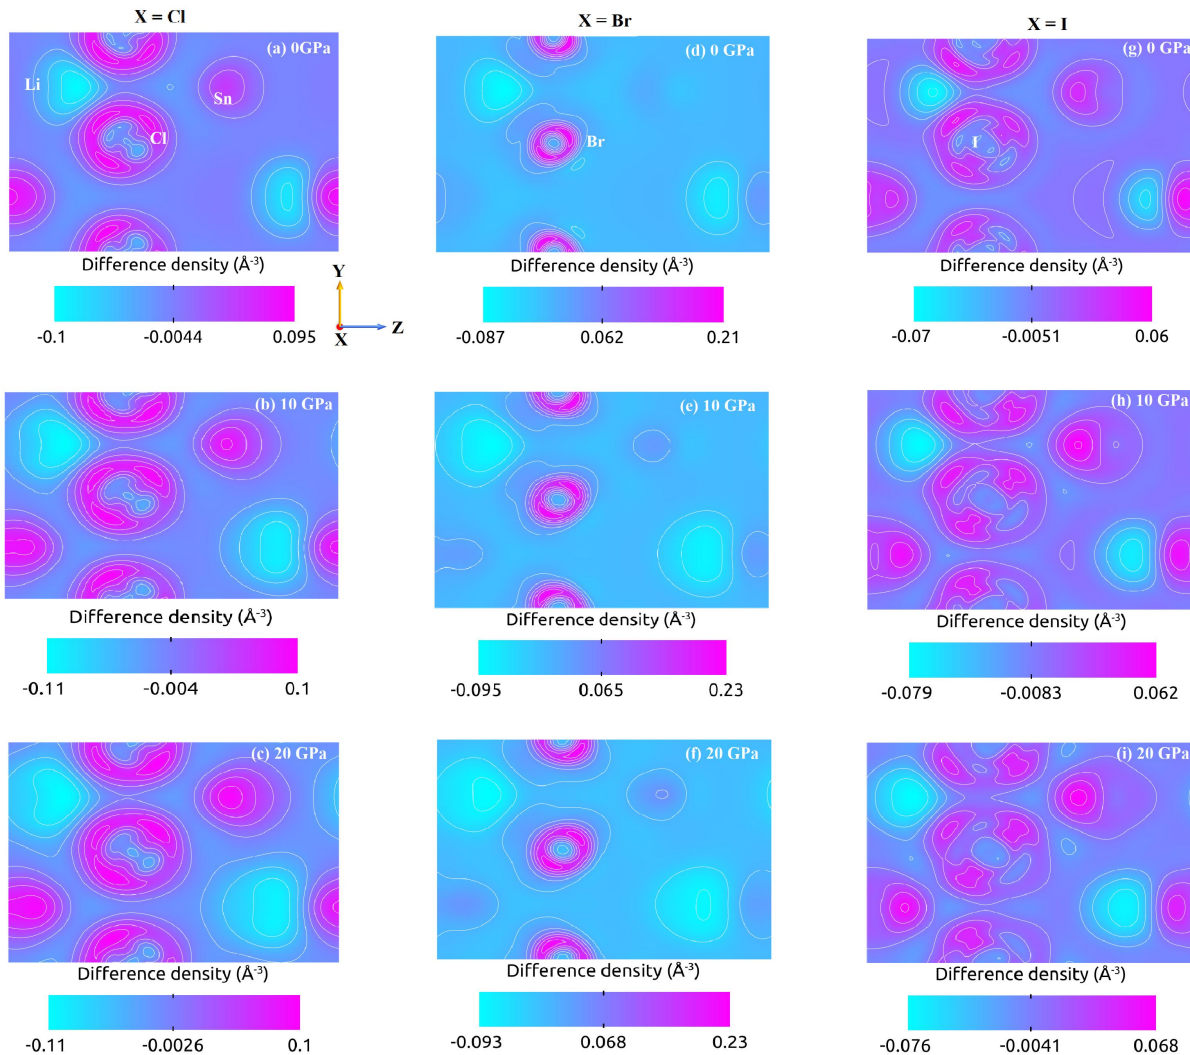 X = Cl
X = Br
X = I
(a) 0GPa
Li
Sn
Cl
(d) 0 GPa
Br
(g) 0 GPa
I
Difference density (Å⁻³)
-0.1 -0.0044 0.095
Y
X
Z
Difference density (Å⁻³)
-0.087 0.062 0.21
Difference density (Å⁻³)
-0.07 -0.0051 0.06
(b) 10 GPa
(e) 10 GPa
(h) 10 GPa
Difference density (Å⁻³)
-0.11 -0.004 0.1
Difference density (Å⁻³)
-0.095 0.065 0.23
Difference density (Å⁻³)
-0.079 -0.0083 0.062
(c) 20 GPa
(f) 20 GPa
(i) 20 GPa
Difference density (Å⁻³)
-0.11 -0.0026 0.1
Difference density (Å⁻³)
-0.093 0.068 0.23
Difference density (Å⁻³)
-0.076 -0.0041 0.068